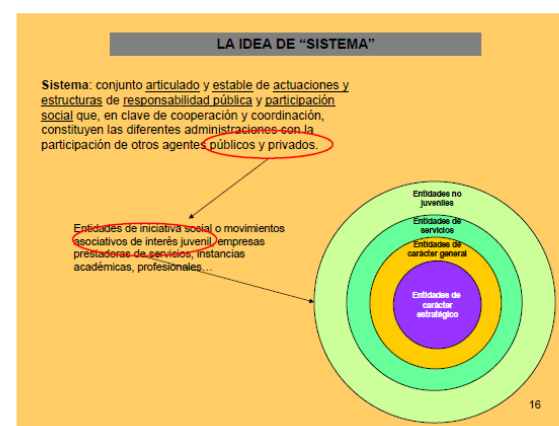 LA IDEA DE “SISTEMA”
Sistema: conjunto articulado y estable de actuaciones y
estructuras de responsabilidad pública y participación
social que, en clave de cooperación y coordinación,
constituyen las diferentes administraciones con la
participación de otros agentes públicos y privados.
Entidades de iniciativa social o movimientos
asociativos de interés juvenil, empresas
prestadoras de servicios, instancias
académicas, profesionales…
Entidades no
juveniles
Entidades de
servicios
Entidades de
carácter general
Entidades de
carácter
estratégico
16